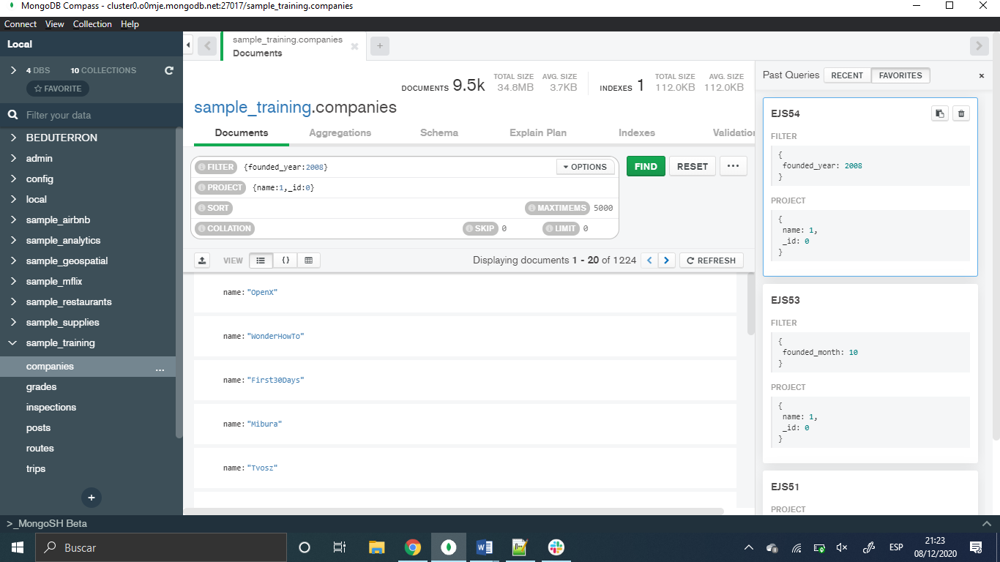 MongoDB Compass - cluster0.o0mje.mongodb.net:27017/sample_training.companies
Connect View Collection Help
Local
4 DBS 10 COLLECTIONS
FAVORITE
Filter your data
BEDUTERRON
admin
config
local
sample_airbnb
sample_analytics
sample_geospatial
sample_mflix
sample_restaurants
sample_supplies
sample_training
companies ...
grades
inspections
posts
routes
trips
+
sample_training.companies
Documents
+
DOCUMENTS 9.5k TOTAL SIZE 34.8MB AVG. SIZE 3.7KB INDEXES 1 TOTAL SIZE 112.0KB AVG. SIZE 112.0KB
sample_training.companies
Documents Aggregations Schema Explain Plan Indexes Validation
FILTER {founded_year:2008} OPTIONS FIND RESET ...
PROJECT {name:1,_id:0}
SORT MAXTIMEMS 5000
COLLATION SKIP 0 LIMIT 0
VIEW {} Displaying documents 1 - 20 of 1224 < > REFRESH
name: "OpenX"
name: "WonderHowTo"
name: "First30Days"
name: "Mibura"
name: "Tvosz"
Past Queries RECENT FAVORITES ×
EJS54
FILTER
{
founded_year: 2008
}
PROJECT
{
name: 1,
_id: 0
}
EJS53
FILTER
{
founded_month: 10
}
PROJECT
{
name: 1,
_id: 0
}
EJS51
PROJECT
>_MongoSH Beta
Buscar
ESP
21:23
08/12/2020